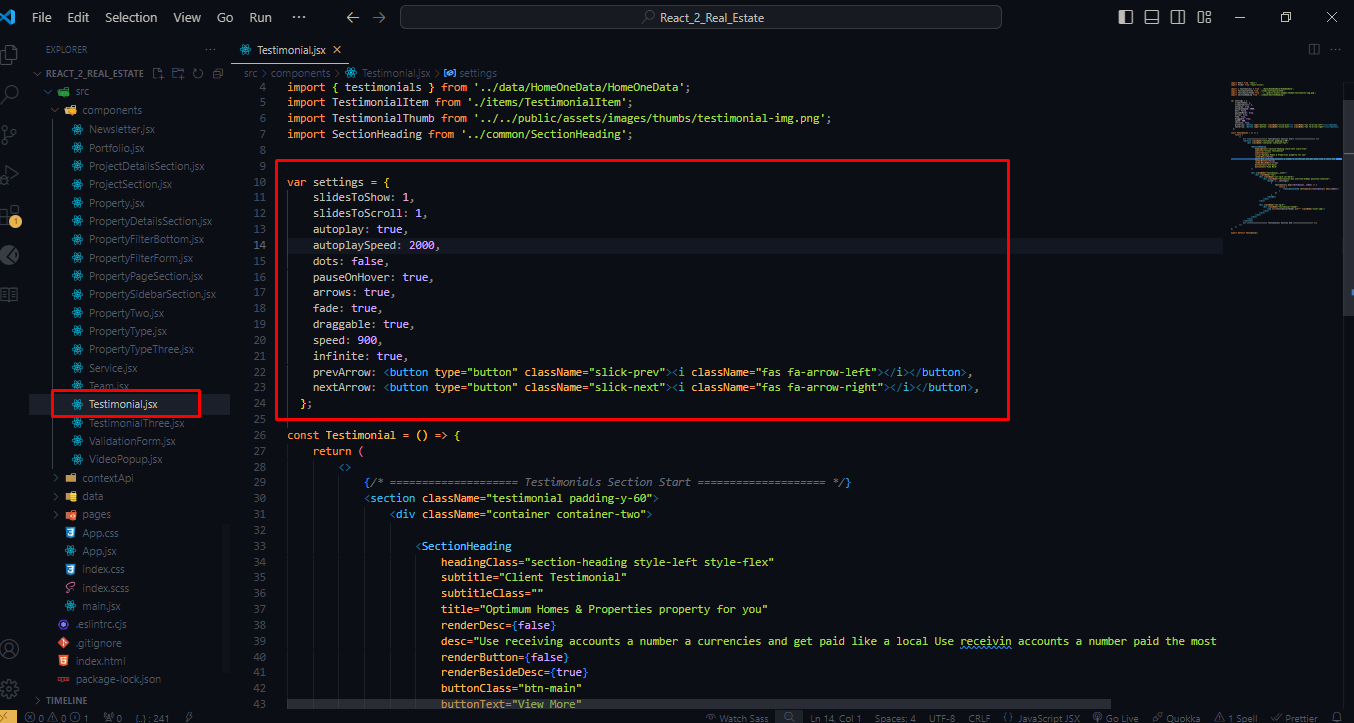 File Edit Selection View Go Run ··· React_2_Real_Estate
EXPLORER ···
REACT_2_REAL_ESTATE
src
components
Newsletter.jsx
Portfolio.jsx
ProjectDetailsSection.jsx
ProjectSection.jsx
Property.jsx
PropertyDetailsSection.jsx
PropertyFilterBottom.jsx
PropertyFilterForm.jsx
PropertyPageSection.jsx
PropertySidebarSection.jsx
PropertyTwo.jsx
PropertyType.jsx
PropertyTypeThree.jsx
Service.jsx
Team.jsx
Testimonial.jsx
TestimonialThree.jsx
ValidationForm.jsx
VideoPopup.jsx
contextApi
data
pages
App.css
App.jsx
index.css
index.scss
main.jsx
.eslintrc.cjs
.gitignore
index.html
package-lock.json
TIMELINE
1
Testimonial.jsx ×
src > components > Testimonial.jsx > settings
4 import { testimonials } from '../data/HomeOneData/HomeOneData';
5 import TestimonialItem from './items/TestimonialItem';
6 import TestimonialThumb from '../../public/assets/images/thumbs/testimonial-img.png';
7 import SectionHeading from '../common/SectionHeading';
8
9
10 var settings = {
11 slidesToShow: 1,
12 slidesToScroll: 1,
13 autoplay: true,
14 autoplaySpeed: 2000,
15 dots: false,
16 pauseOnHover: true,
17 arrows: true,
18 fade: true,
19 draggable: true,
20 speed: 900,
21 infinite: true,
22 prevArrow: <button type="button" className="slick-prev"><i className="fas fa-arrow-left"></i></button>,
23 nextArrow: <button type="button" className="slick-next"><i className="fas fa-arrow-right"></i></button>,
24 };
25
26 const Testimonial = () => {
27 return (
28 <>
29 {/* ==================== Testimonials Section Start ==================== */}
30 <section className="testimonial padding-y-60">
31 <div className="container container-two">
32
33 <SectionHeading
34 headingClass="section-heading style-left style-flex"
35 subtitle="Client Testimonial"
36 subtitleClass=""
37 title="Optimum Homes & Properties property for you"
38 renderDesc={false}
39 desc="Use receiving accounts a number a currencies and get paid like a local Use receivin accounts a number paid the most
40 renderButton={false}
41 renderBesideDesc={true}
42 buttonClass="btn-main"
43 buttonText="View More"
0 0 1 0 {..} : 241 Watch Sass Ln 14, Col 1 Spaces: 4 UTF-8 CRLF {} JavaScript JSX Go Live Quokka 1 Spell Prettier